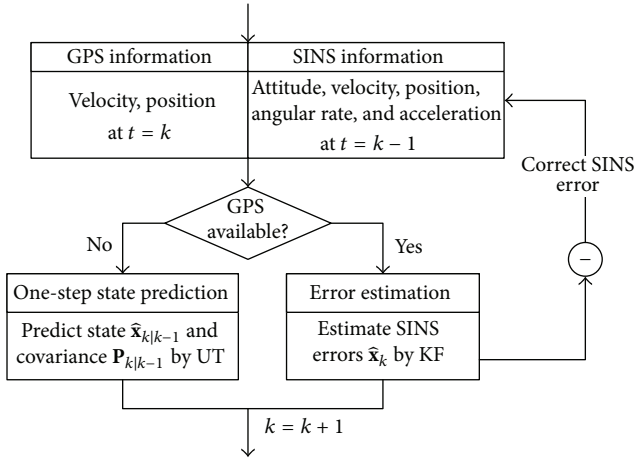 GPS information
SINS information
Velocity, position
at t = k
Attitude, velocity, position,
angular rate, and acceleration
at t = k − 1
Correct SINS
error
GPS
available?
No
Yes
−
One-step state prediction
Predict state x̂ₖ|ₖ₋₁ and
covariance Pₖ|ₖ₋₁ by UT
Error estimation
Estimate SINS
errors x̂ₖ by KF
k = k + 1